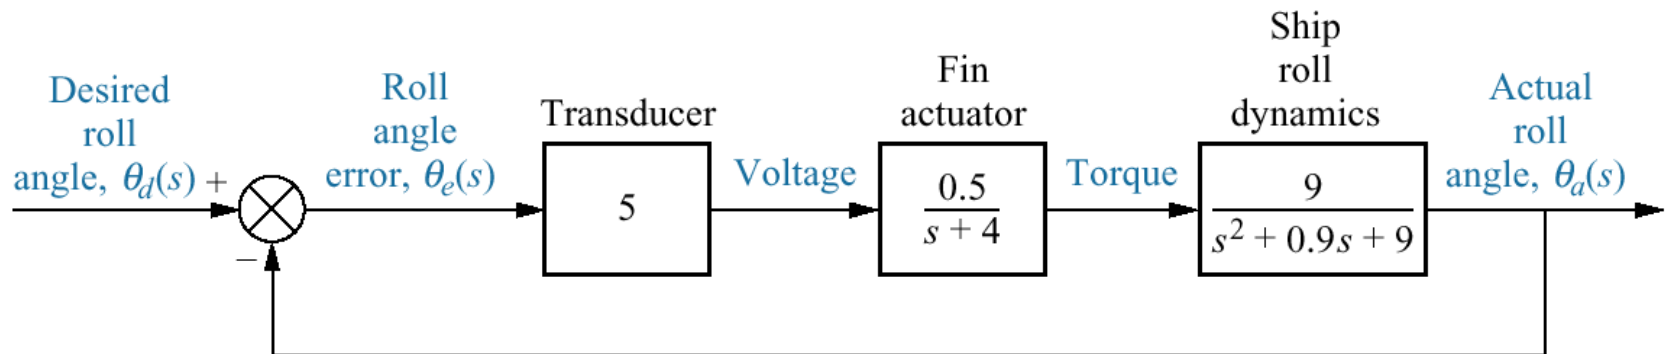 Desired
roll
angle, θd(s)
+
−
Roll
angle
error, θe(s)
Transducer
5
Voltage
Fin
actuator
0.5
s + 4
Torque
Ship
roll
dynamics
9
s² + 0.9s + 9
Actual
roll
angle, θa(s)